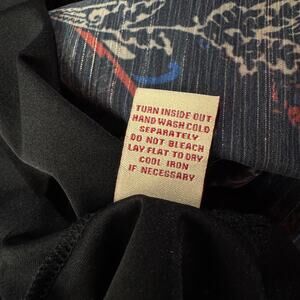 TURN INSIDE OUT
HAND WASH COLD
SEPARATELY
DO NOT BLEACH
LAY FLAT TO DRY
COOL IRON
IF NECESSARY